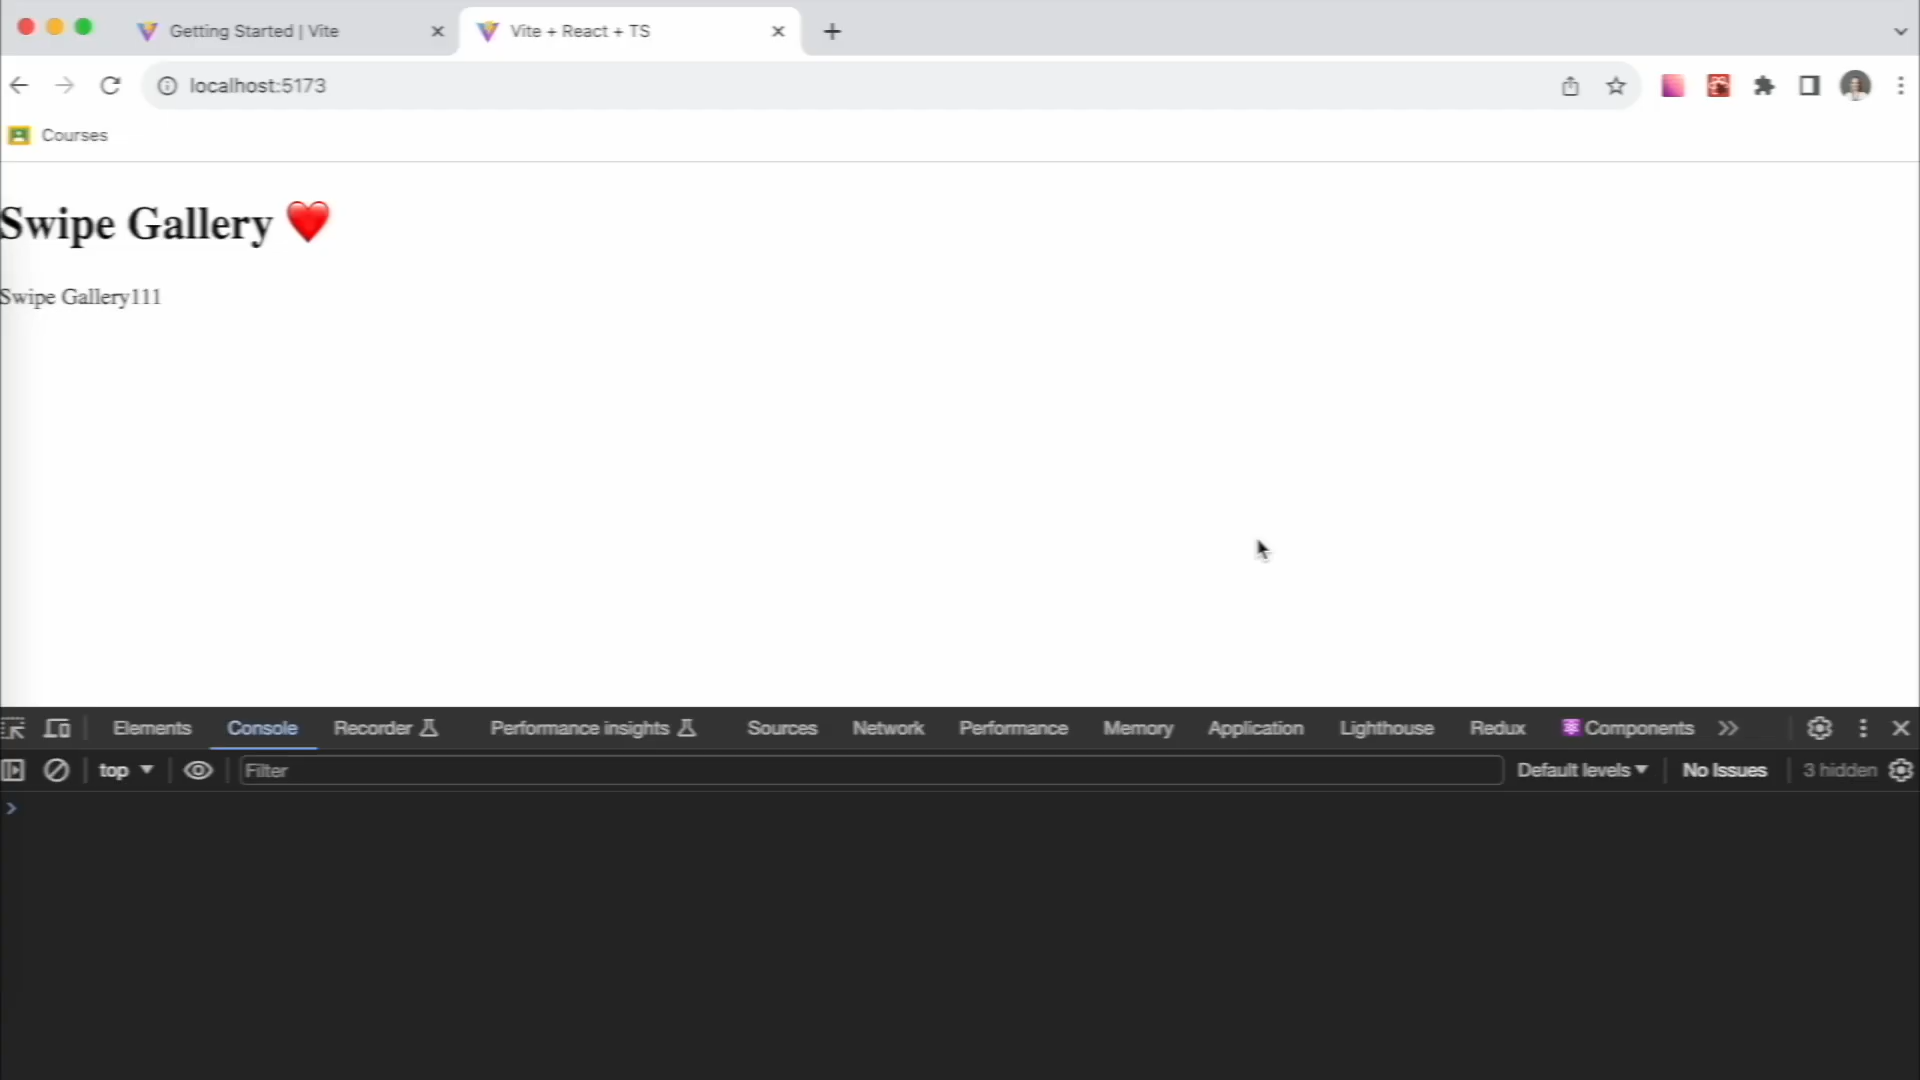 Getting Started | Vite
Vite + React + TS
localhost:5173
Courses
Swipe Gallery ❤️
Swipe Gallery111
Elements Console Recorder Performance insights Sources Network Performance Memory Application Lighthouse Redux Components
top Filter Default levels No Issues 3 hidden